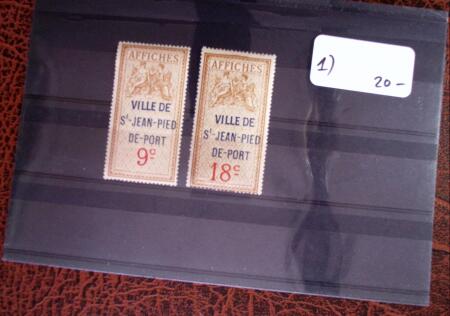 AFFICHES
VILLE DE
St-JEAN-PIED
DE-PORT
9c
AFFICHES
VILLE DE
St-JEAN-PIED
DE-PORT
18c
1)
20-